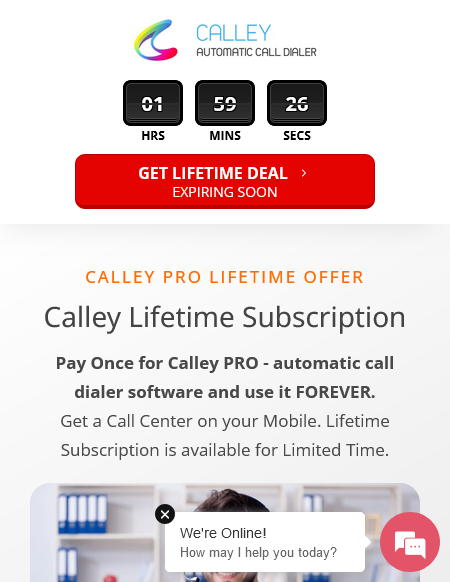 CALLEY
AUTOMATIC CALL DIALER
01 59 26
HRS MINS SECS
GET LIFETIME DEAL
EXPIRING SOON
CALLEY PRO LIFETIME OFFER
Calley Lifetime Subscription
Pay Once for Calley PRO - automatic call
dialer software and use it FOREVER.
Get a Call Center on your Mobile. Lifetime
Subscription is available for Limited Time.
We're Online!
How may I help you today?